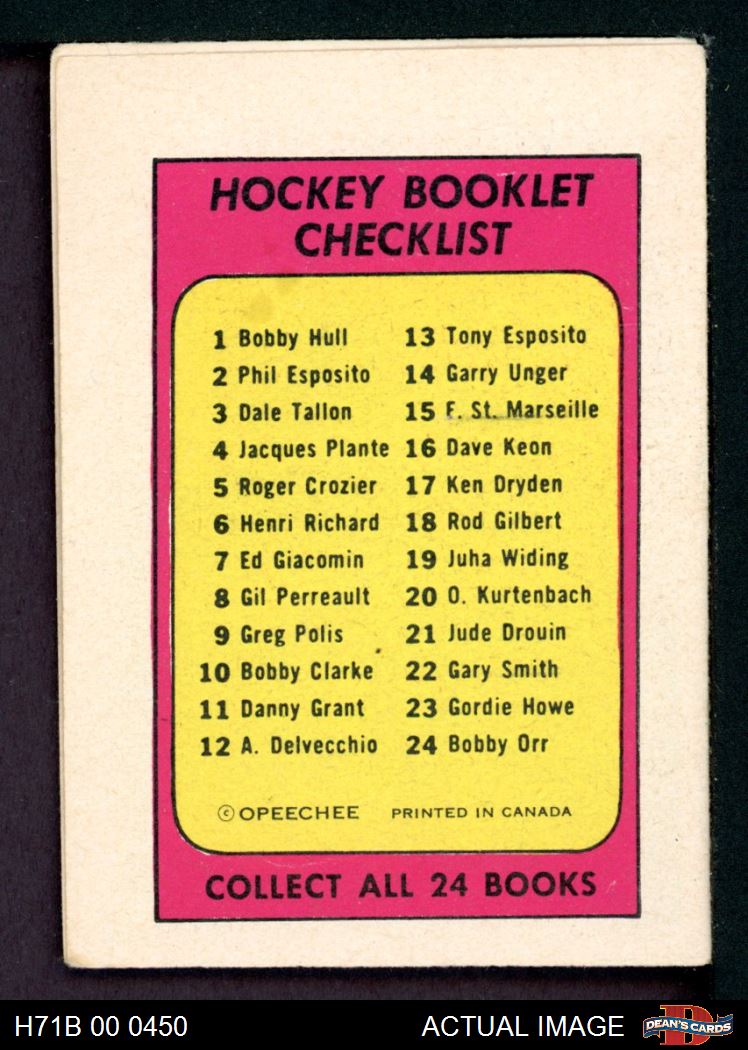 HOCKEY BOOKLET
CHECKLIST
1 Bobby Hull
2 Phil Esposito
3 Dale Tallon
4 Jacques Plante
5 Roger Crozier
6 Henri Richard
7 Ed Giacomin
8 Gil Perreault
9 Greg Polis
10 Bobby Clarke
11 Danny Grant
12 A. Delvecchio
13 Tony Esposito
14 Garry Unger
15 F. St. Marseille
16 Dave Keon
17 Ken Dryden
18 Rod Gilbert
19 Juha Widing
20 O. Kurtenbach
21 Jude Drouin
22 Gary Smith
23 Gordie Howe
24 Bobby Orr
© OPEECHEE PRINTED IN CANADA
COLLECT ALL 24 BOOKS
H71B 00 0450 ACTUAL IMAGE D DEAN'S CARDS